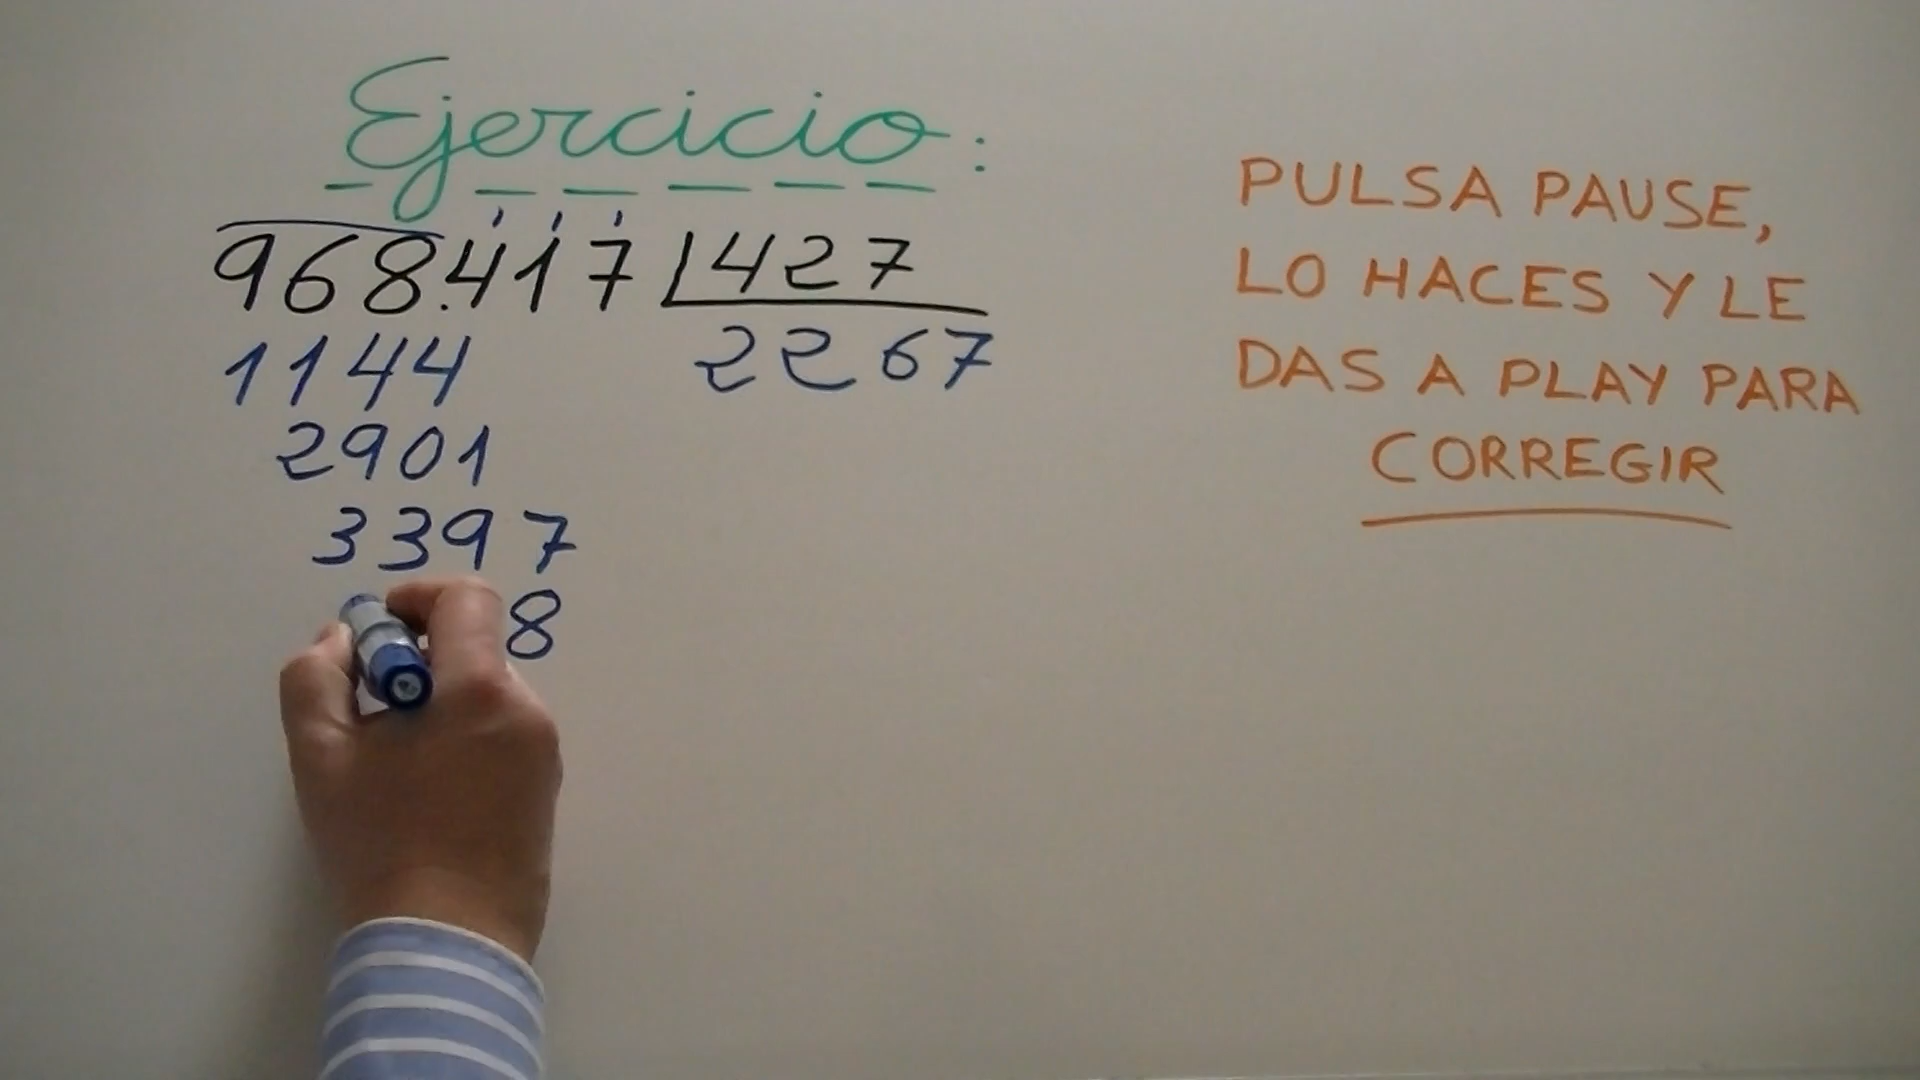 Ejercicio:
968.417 427
1144 2267
2901
3397
8
PULSA PAUSE,
LO HACES Y LE
DAS A PLAY PARA
CORREGIR